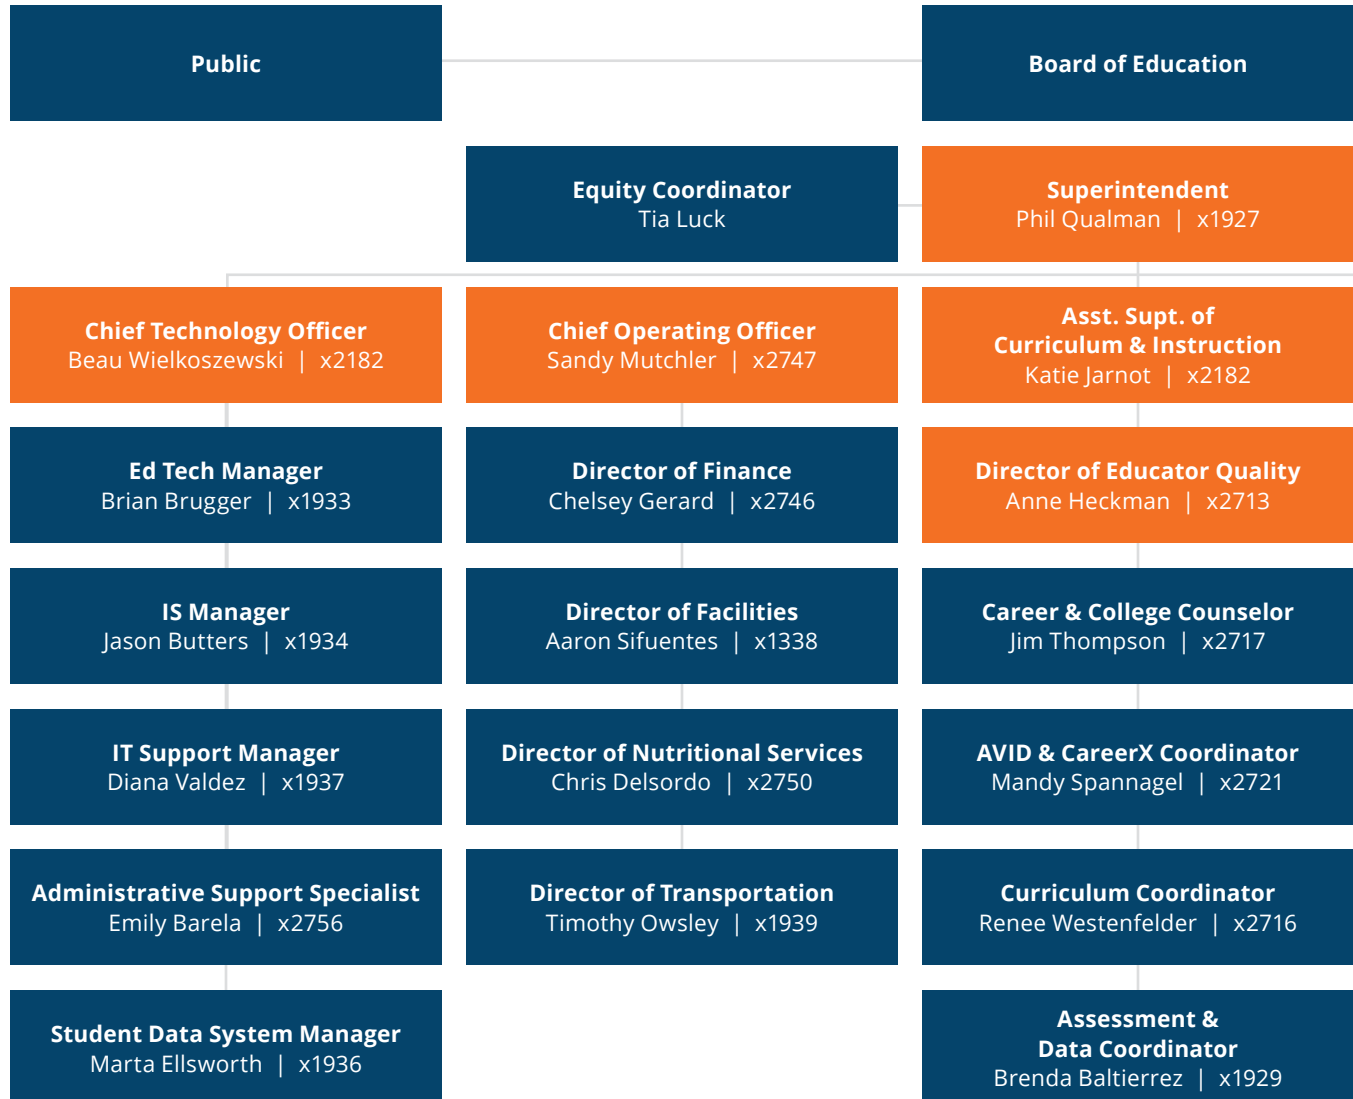 Public
Board of Education
Equity Coordinator
Tia Luck
Superintendent
Phil Qualman | x1927
Chief Technology Officer
Beau Wielkoszewski | x2182
Chief Operating Officer
Sandy Mutchler | x2747
Asst. Supt. of
Curriculum & Instruction
Katie Jarnot | x2182
Ed Tech Manager
Brian Brugger | x1933
Director of Finance
Chelsey Gerard | x2746
Director of Educator Quality
Anne Heckman | x2713
IS Manager
Jason Butters | x1934
Director of Facilities
Aaron Sifuentes | x1338
Career & College Counselor
Jim Thompson | x2717
IT Support Manager
Diana Valdez | x1937
Director of Nutritional Services
Chris Delsordo | x2750
AVID & CareerX Coordinator
Mandy Spannagel | x2721
Administrative Support Specialist
Emily Barela | x2756
Director of Transportation
Timothy Owsley | x1939
Curriculum Coordinator
Renee Westenfelder | x2716
Student Data System Manager
Marta Ellsworth | x1936
Assessment &
Data Coordinator
Brenda Baltierrez | x1929